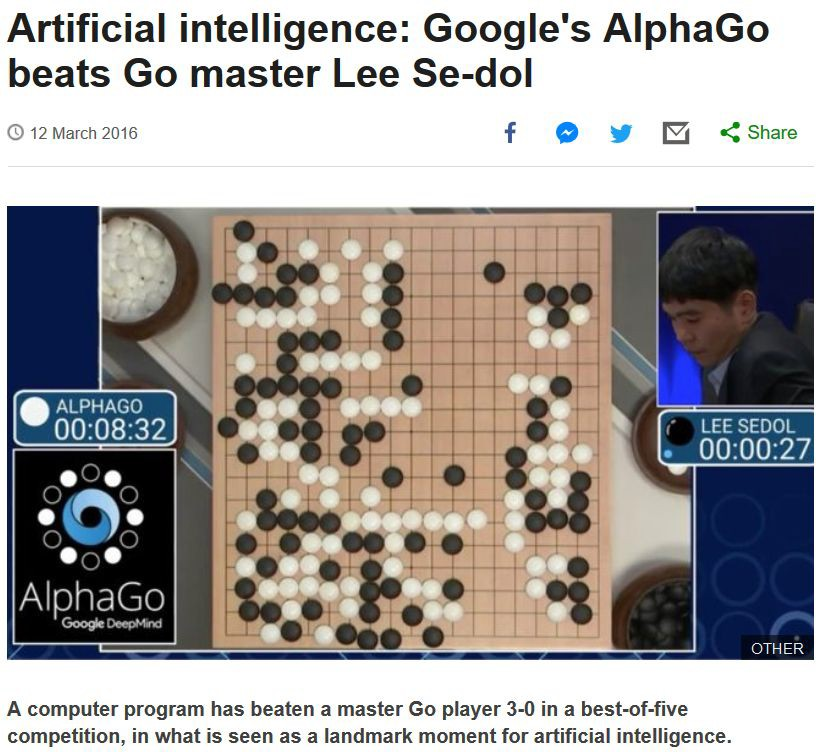 Artificial intelligence: Google's AlphaGo
beats Go master Lee Se-dol
12 March 2016
Share
ALPHAGO
00:08:32
LEE SEDOL
00:00:27
AlphaGo
Google DeepMind
OTHER
A computer program has beaten a master Go player 3-0 in a best-of-five
competition, in what is seen as a landmark moment for artificial intelligence.